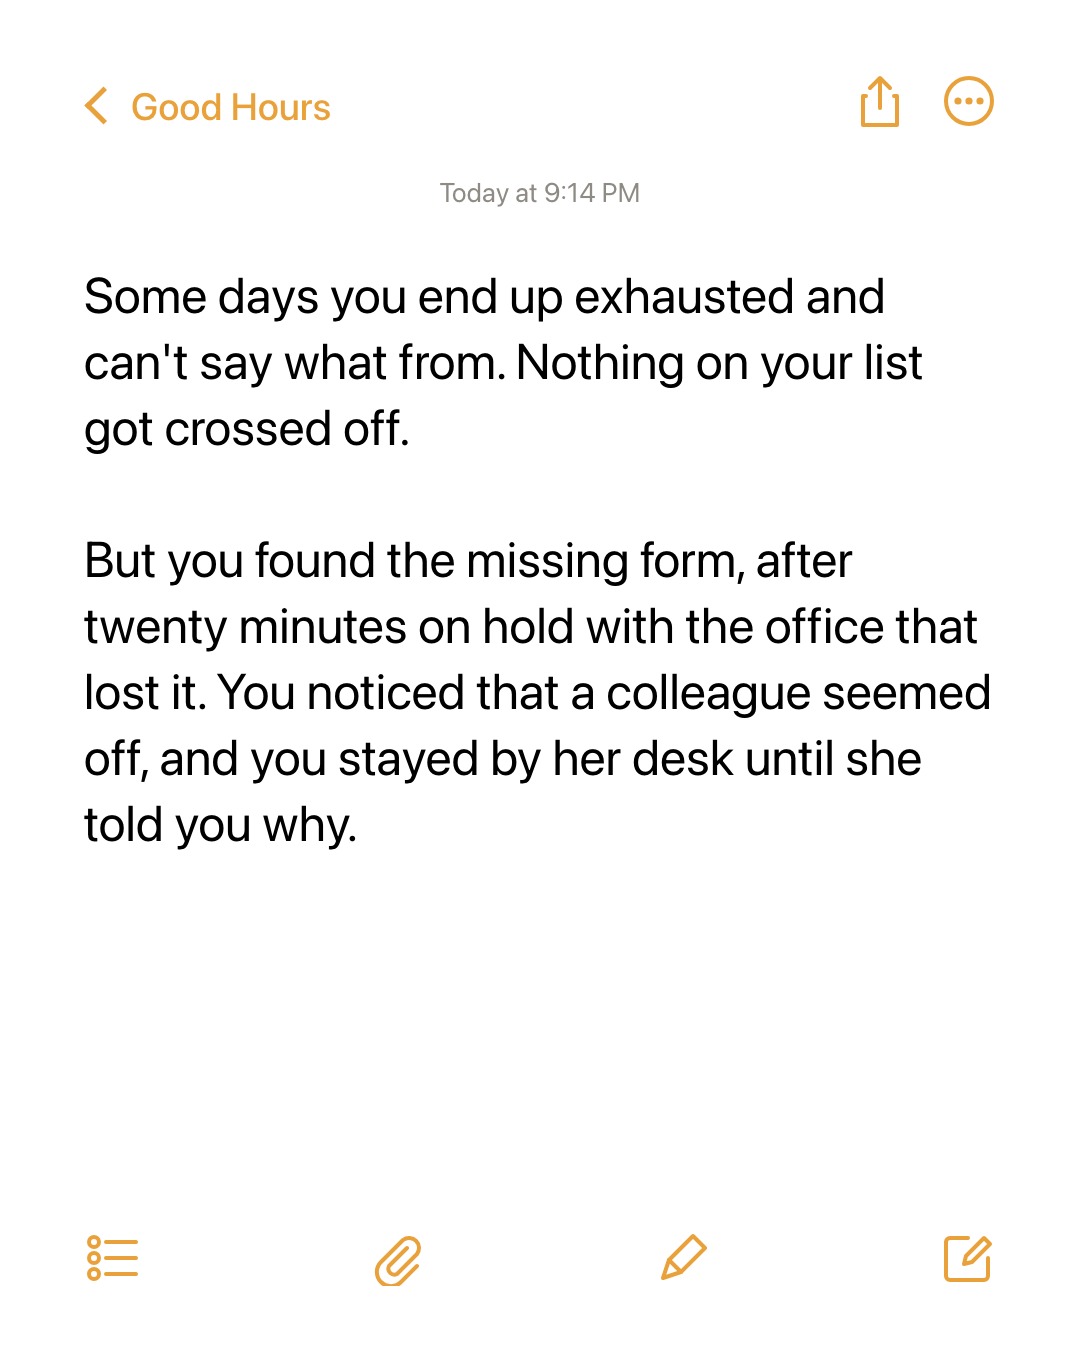 Good Hours
Today at 9:14 PM
Some days you end up exhausted and
can't say what from. Nothing on your list
got crossed off.
But you found the missing form, after
twenty minutes on hold with the office that
lost it. You noticed that a colleague seemed
off, and you stayed by her desk until she
told you why.